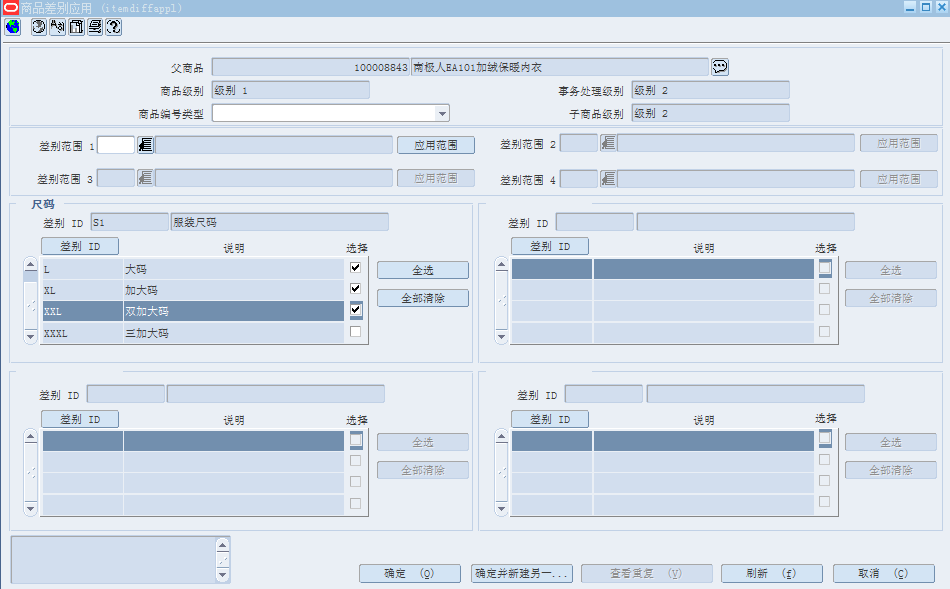 商品差别应用 (itemdiffappl)
父商品 100008843 南极人EA101加绒保暖内衣
商品级别 级别 1 事务处理级别 级别 2
商品编号类型 子商品级别 级别 2
差别范围 1 应用范围 差别范围 2 应用范围
差别范围 3 应用范围 差别范围 4 应用范围
尺码
差别 ID S1 服装尺码 差别 ID
差别 ID 说明 选择 差别 ID 说明 选择
L 大码 全选 全选
XL 加大码 全部清除 全部清除
XXL 双加大码
XXXL 三加大码
差别 ID 差别 ID
差别 ID 说明 选择 差别 ID 说明 选择
全选 全选
全部清除 全部清除
确定 (O) 确定并新建另一... 查看重复 (V) 刷新 (f) 取消 (C)